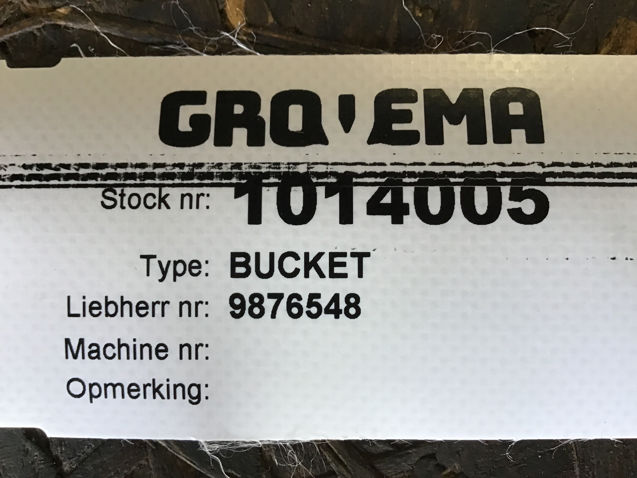 GROVEMA
Stock nr: 1014005
Type: BUCKET
Liebherr nr: 9876548
Machine nr:
Opmerking: